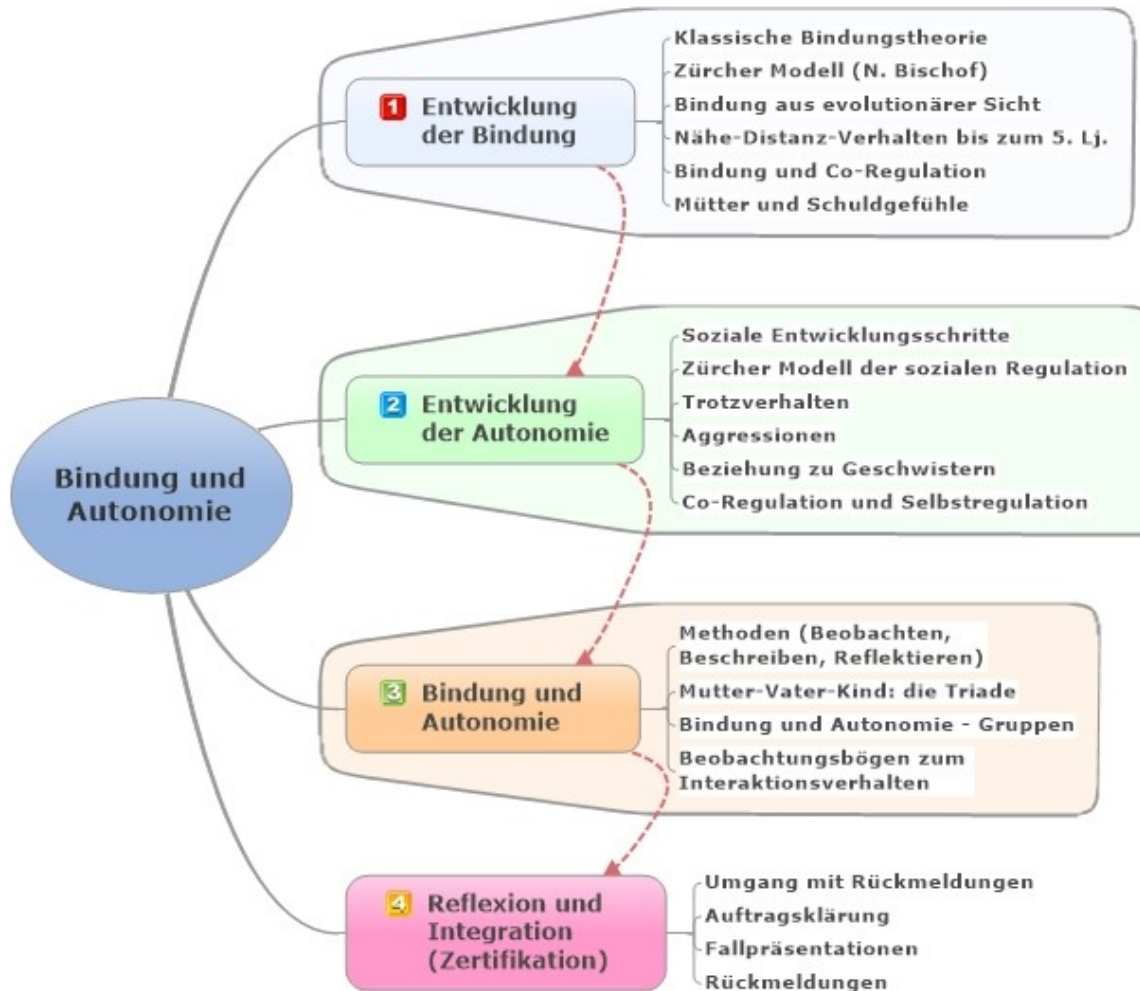 Bindung und
Autonomie
1 Entwicklung
der Bindung
Klassische Bindungstheorie
Zürcher Modell (N. Bischof)
Bindung aus evolutionärer Sicht
Nähe-Distanz-Verhalten bis zum 5. Lj.
Bindung und Co-Regulation
Mütter und Schuldgefühle
2 Entwicklung
der Autonomie
Soziale Entwicklungsschritte
Zürcher Modell der sozialen Regulation
Trotzverhalten
Aggressionen
Beziehung zu Geschwistern
Co-Regulation und Selbstregulation
3 Bindung und
Autonomie
Methoden (Beobachten,
Beschreiben, Reflektieren)
Mutter-Vater-Kind: die Triade
Bindung und Autonomie - Gruppen
Beobachtungsbögen zum
Interaktionsverhalten
4 Reflexion und
Integration
(Zertifikation)
Umgang mit Rückmeldungen
Auftragsklärung
Fallpräsentationen
Rückmeldungen